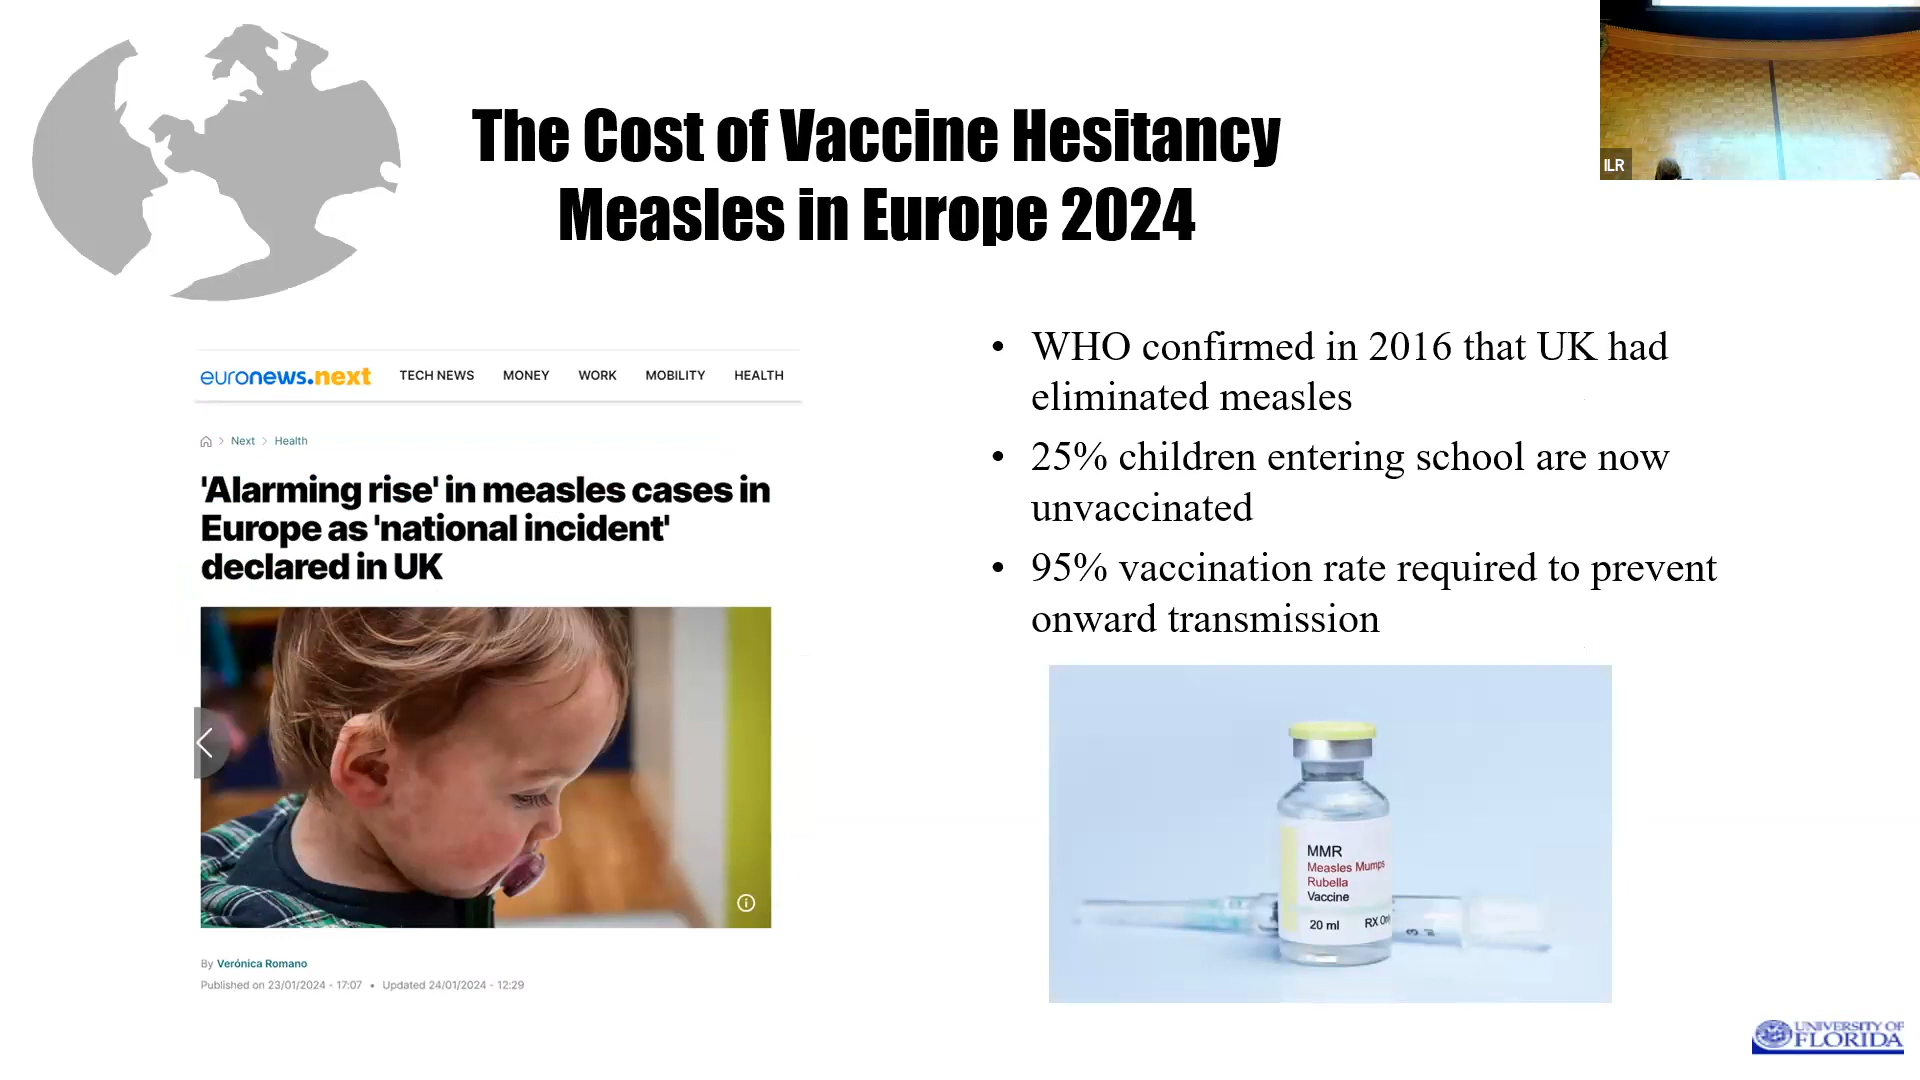 The Cost of Vaccine Hesitancy
Measles in Europe 2024
ILR
euronews.next TECH NEWS MONEY WORK MOBILITY HEALTH
Next > Health
'Alarming rise' in measles cases in
Europe as 'national incident'
declared in UK
By Verónica Romano
Published on 23/01/2024 - 17:07 • Updated 24/01/2024 - 12:29
• WHO confirmed in 2016 that UK had
eliminated measles
• 25% children entering school are now
unvaccinated
• 95% vaccination rate required to prevent
onward transmission
MMR
Measles Mumps
Rubella
Vaccine
20 ml RX Only
UNIVERSITY OF
FLORIDA